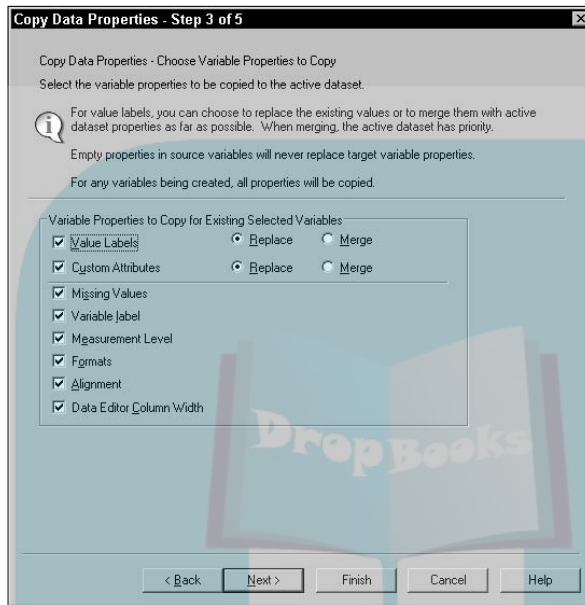 Copy Data Properties - Step 3 of 5
Copy Data Properties - Choose Variable Properties to Copy
Select the variable properties to be copied to the active dataset.
For value labels, you can choose to replace the existing values or to merge them with active
dataset properties as far as possible. When merging, the active dataset has priority.
Empty properties in source variables will never replace target variable properties.
For any variables being created, all properties will be copied.
Variable Properties to Copy for Existing Selected Variables
Value Labels Replace Merge
Custom Attributes Replace Merge
Missing Values
Variable label
Measurement Level
Formats
Alignment
Data Editor Column Width
DropBooks
< Back Next > Finish Cancel Help